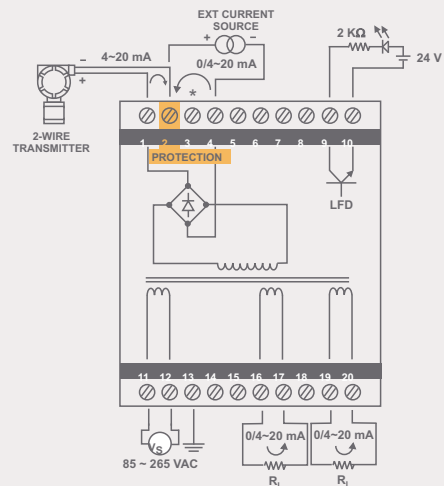 EXT CURRENT
SOURCE
+ −
4~20 mA
0/4~20 mA
*
−
+
2-WIRE
TRANSMITTER
2 KΩ
24 V
1 2 3 4 5 6 7 8 9 10
PROTECTION
LFD
11 12 13 14 15 16 17 18 19 20
VS
85 ~ 265 VAC
0/4~20 mA 0/4~20 mA
RL RL